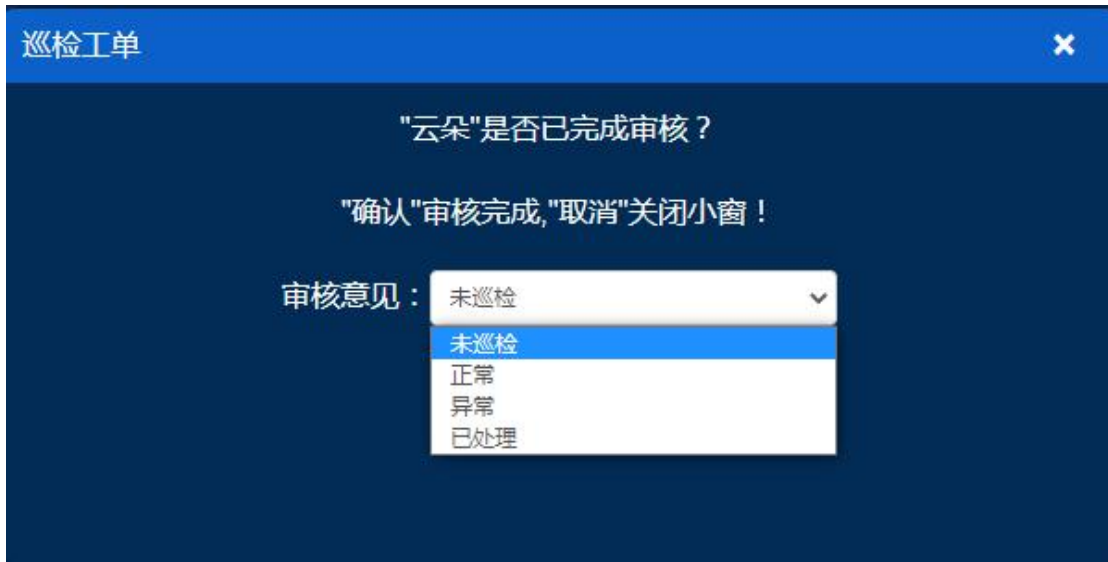 巡检工单
"云朵"是否已完成审核？
"确认"审核完成,"取消"关闭小窗！
审核意见： 未巡检
未巡检
正常
异常
已处理